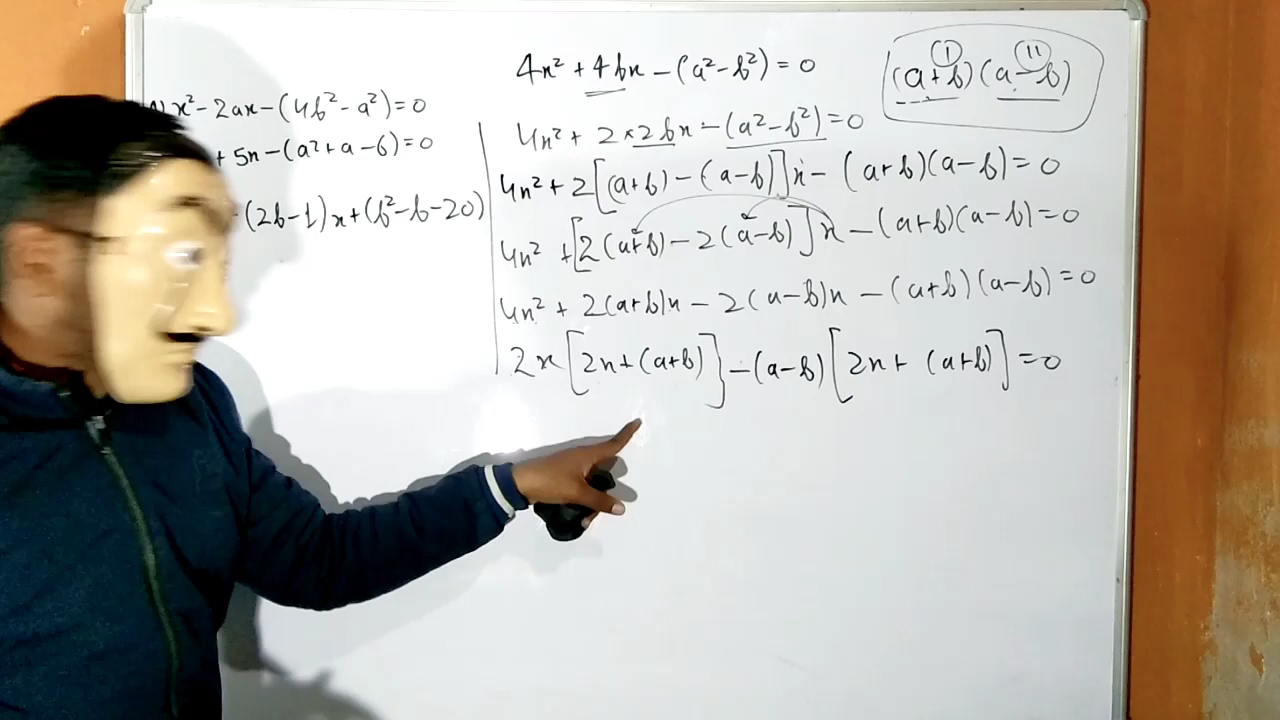 x² - 2ax - (4b² - a²) = 0
+ 5x - (a² + a - 6) = 0
(2b - 1)x + (b² - b - 20)
4x² + 4bx - (a² - b²) = 0
4x² + 2 × 2bx - (a² - b²) = 0
4x² + 2[(a+b) - (a-b)]x - (a+b)(a-b) = 0
4x² + [2(a+b) - 2(a-b)]x - (a+b)(a-b) = 0
4x² + 2(a+b)x - 2(a-b)x - (a+b)(a-b) = 0
2x[2x + (a+b)] - (a-b)[2x + (a+b)] = 0
I II
(a+b)(a-b)